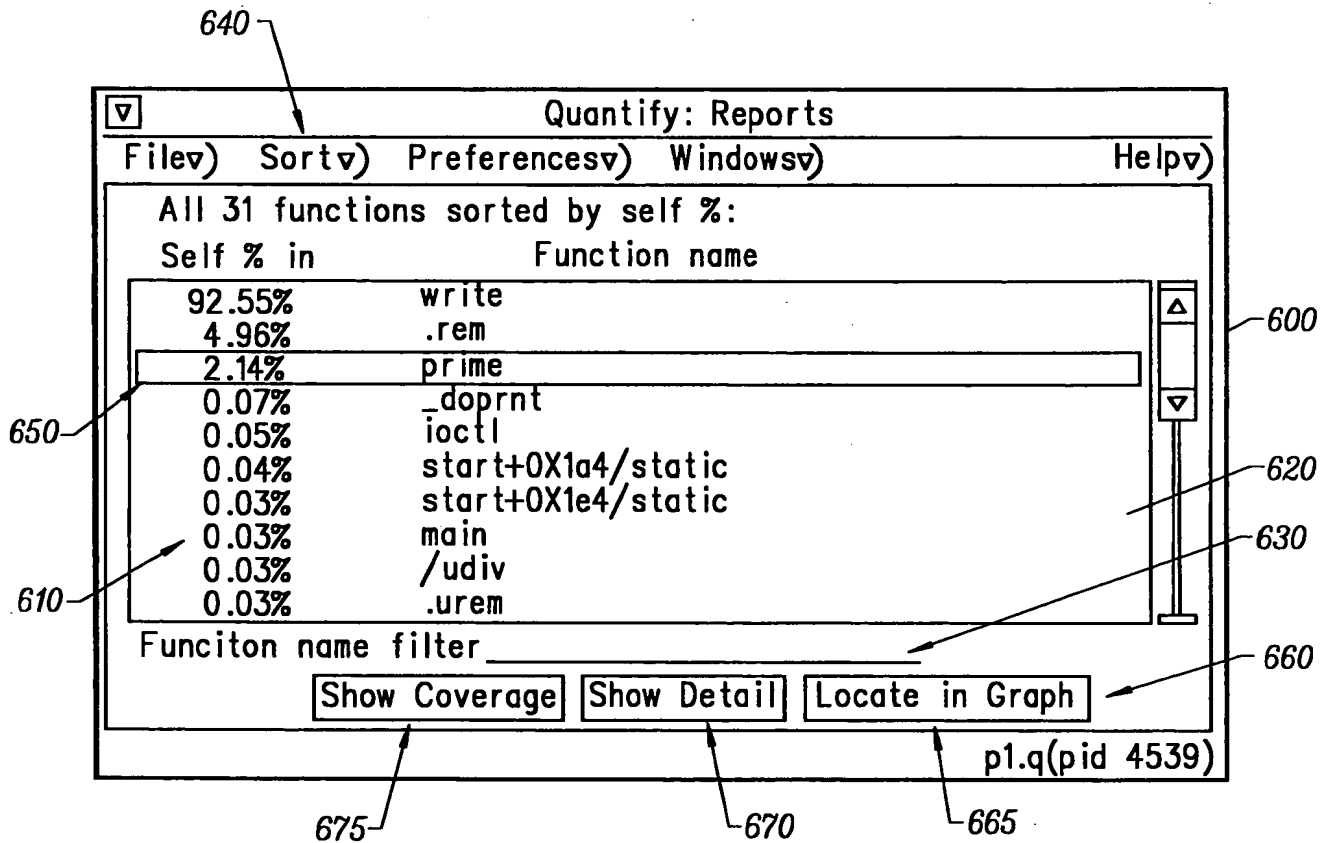 640
Quantify: Reports
File▿) Sort▿) Preferences▿) Windows▿) Help▿)
All 31 functions sorted by self %:
Self % in Function name
92.55% write
4.96% .rem
2.14% prime
0.07% _doprnt
0.05% ioctl
0.04% start+0X1a4/static
0.03% start+0X1e4/static
0.03% main
0.03% /udiv
0.03% .urem
Funciton name filter
Show Coverage Show Detail Locate in Graph
p1.q(pid 4539)
600
650
620
630
610
660
675
670
665